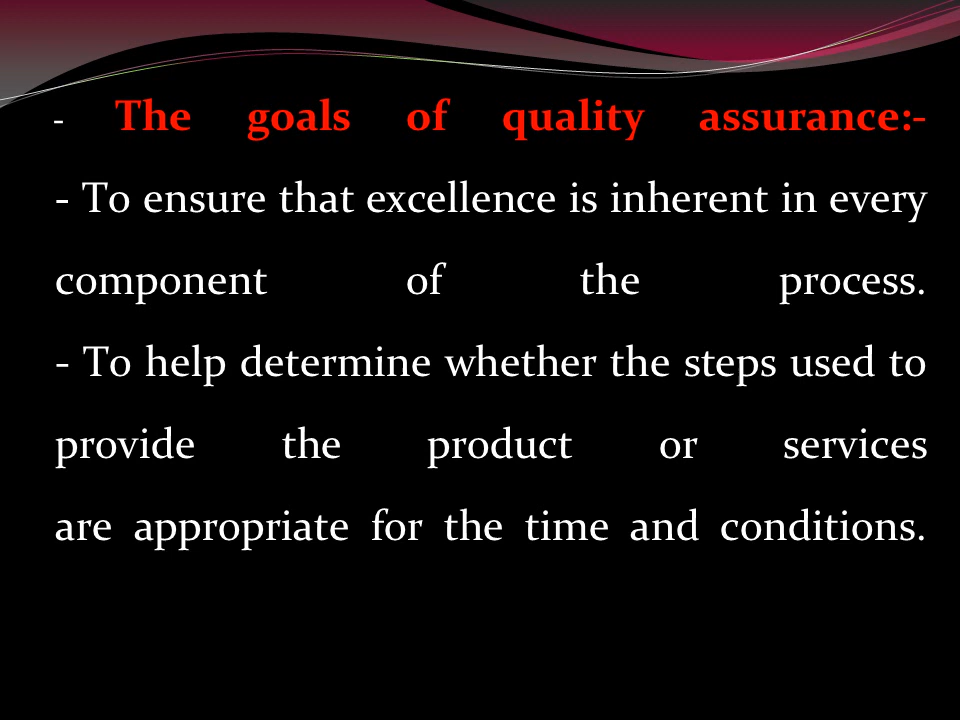 - The goals of quality assurance:-
- To ensure that excellence is inherent in every
component of the process.
- To help determine whether the steps used to
provide the product or services
are appropriate for the time and conditions.